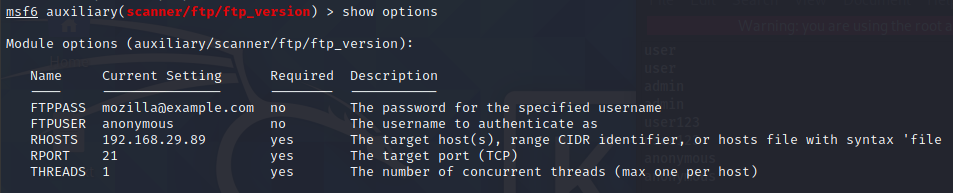 msf6 auxiliary(scanner/ftp/ftp_version) > show options
Module options (auxiliary/scanner/ftp/ftp_version):
Name Current Setting Required Description
---- --------------- -------- -----------
FTPPASS mozilla@example.com no The password for the specified username
FTPUSER anonymous no The username to authenticate as
RHOSTS 192.168.29.89 yes The target host(s), range CIDR identifier, or hosts file with syntax 'file
RPORT 21 yes The target port (TCP)
THREADS 1 yes The number of concurrent threads (max one per host)
Warning: you are using the root a
user
user
admin
admin
user123
anonymous